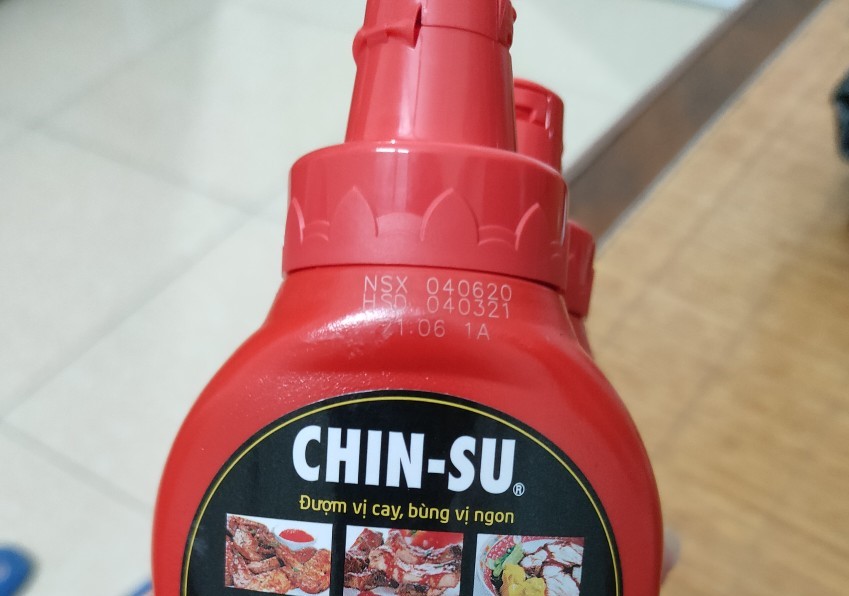 NSX 040620
HSD 040321
21:06 1A
CHIN-SU®
Đượm vị cay, bùng vị ngon